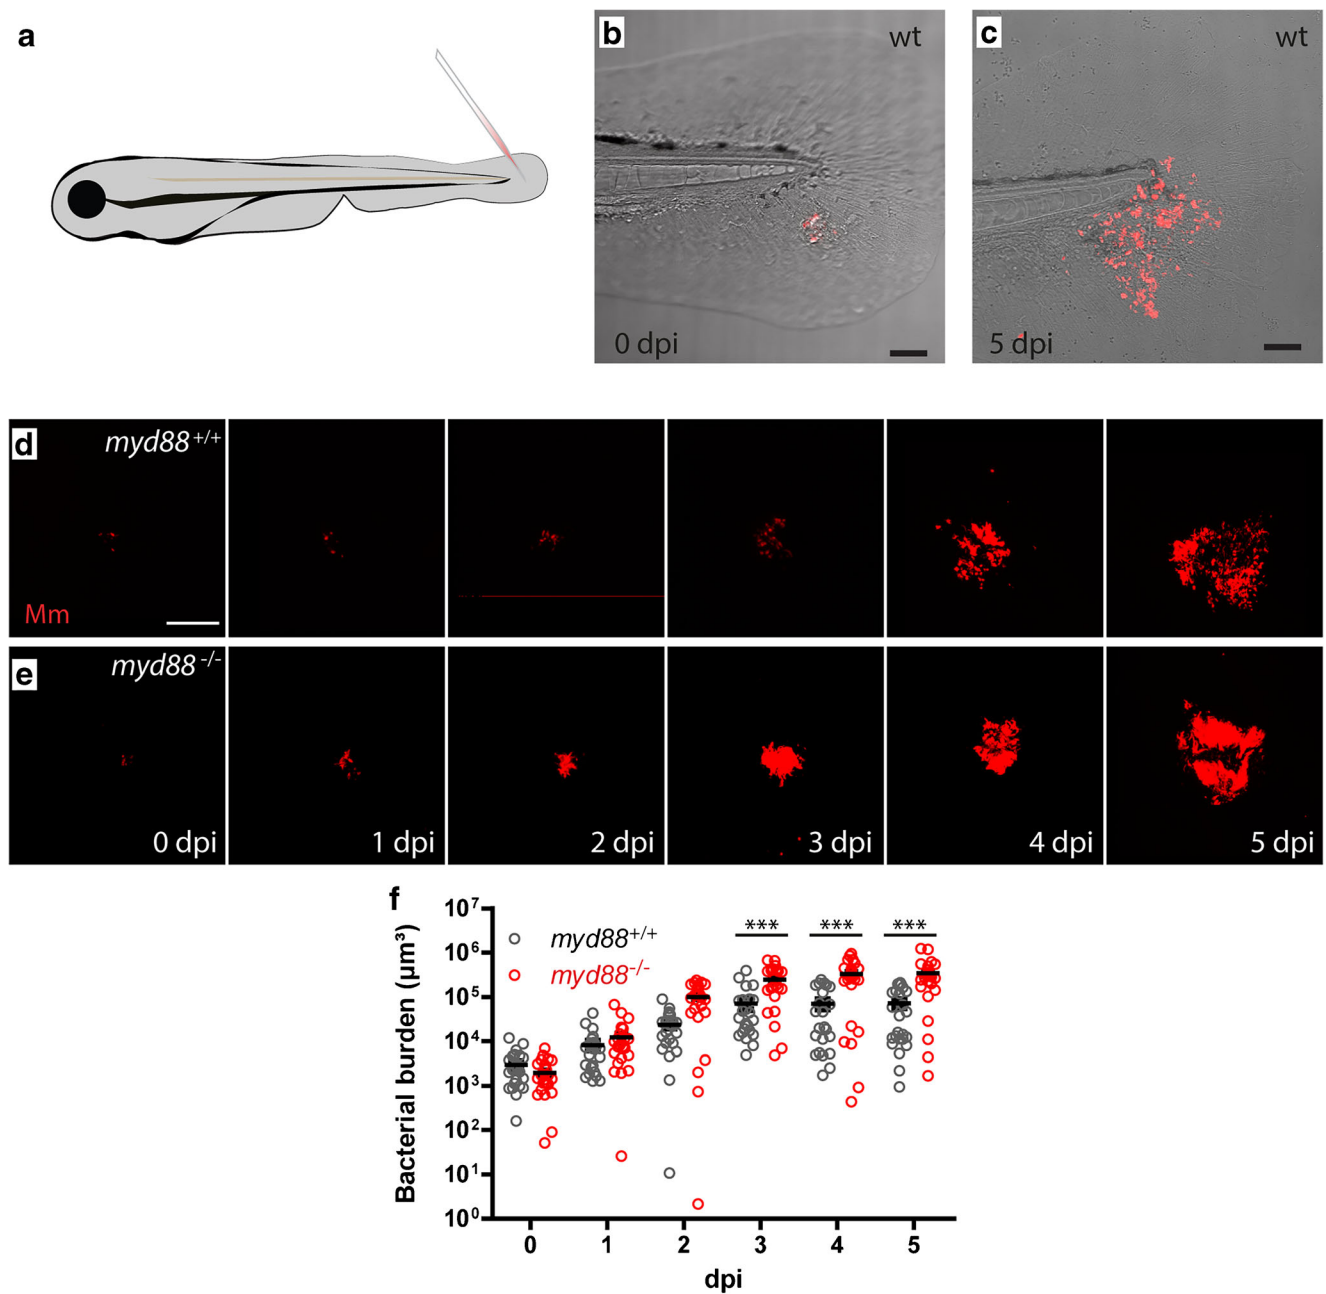 a
b
wt
0 dpi
c
wt
5 dpi
d
myd88+/+
Mm
e
myd88-/-
0 dpi
1 dpi
2 dpi
3 dpi
4 dpi
5 dpi
f
Bacterial burden (µm³)
10⁷
10⁶
10⁵
10⁴
10³
10²
10¹
10⁰
myd88+/+
myd88-/-
*** *** ***
0 1 2 3 4 5
dpi